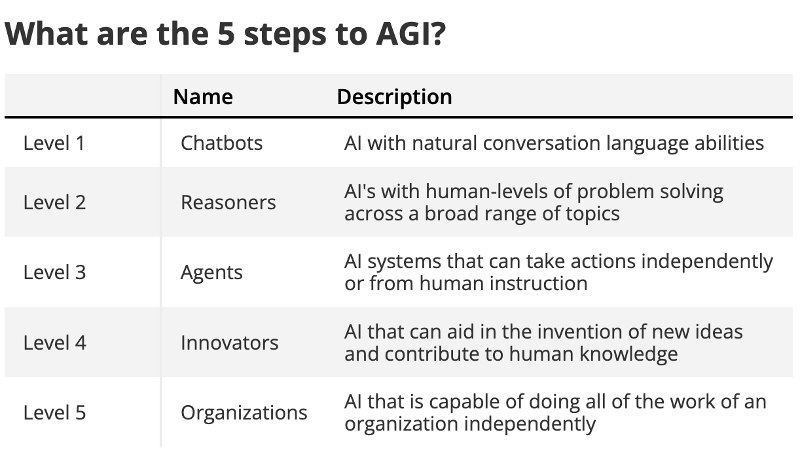 What are the 5 steps to AGI?
Name Description
Level 1 Chatbots AI with natural conversation language abilities
Level 2 Reasoners AI's with human-levels of problem solving
across a broad range of topics
Level 3 Agents AI systems that can take actions independently
or from human instruction
Level 4 Innovators AI that can aid in the invention of new ideas
and contribute to human knowledge
Level 5 Organizations AI that is capable of doing all of the work of an
organization independently